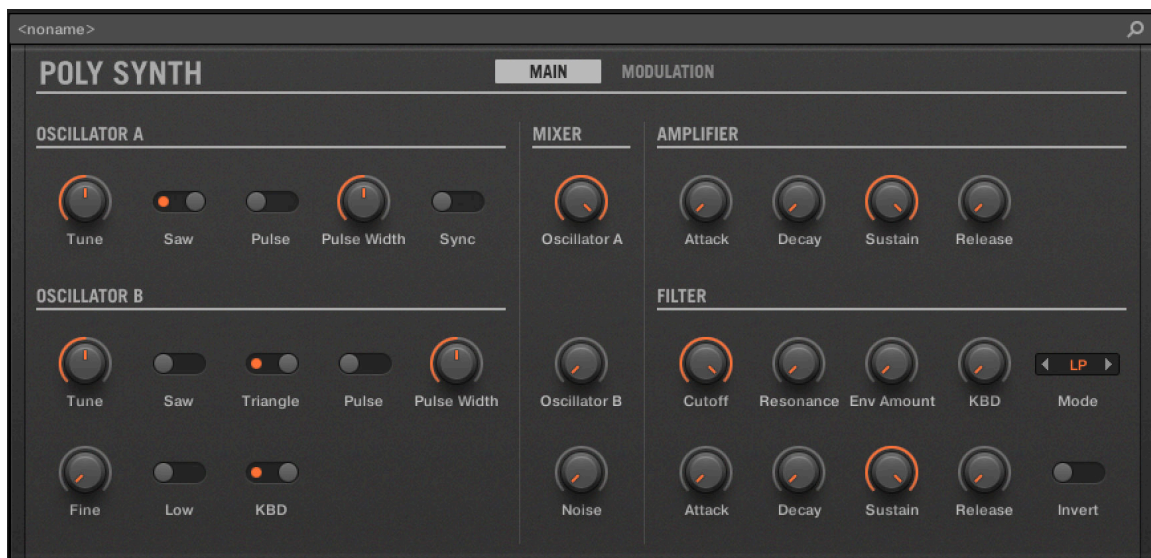 <noname>
POLY SYNTH MAIN MODULATION
OSCILLATOR A MIXER AMPLIFIER
Tune Saw Pulse Pulse Width Sync Oscillator A Attack Decay Sustain Release
OSCILLATOR B FILTER
LP
Tune Saw Triangle Pulse Pulse Width Oscillator B Cutoff Resonance Env Amount KBD Mode
Fine Low KBD Noise Attack Decay Sustain Release Invert